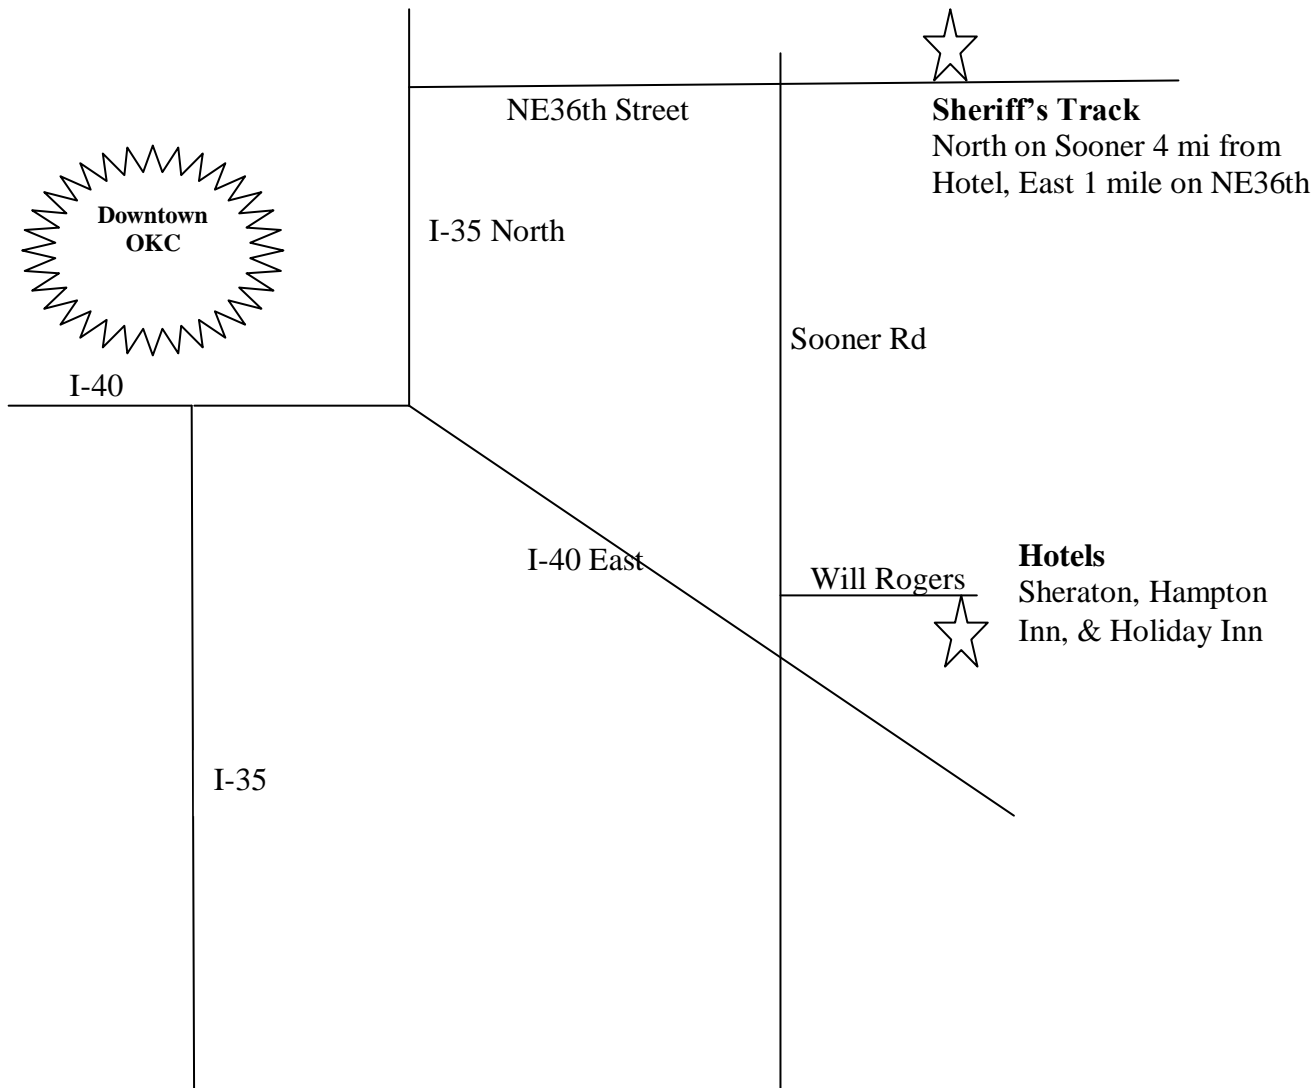 NE36th Street
Sheriff’s Track
North on Sooner 4 mi from
Hotel, East 1 mile on NE36th
Downtown
OKC
I-35 North
Sooner Rd
I-40
I-40 East
Will Rogers
Hotels
Sheraton, Hampton
Inn, & Holiday Inn
I-35